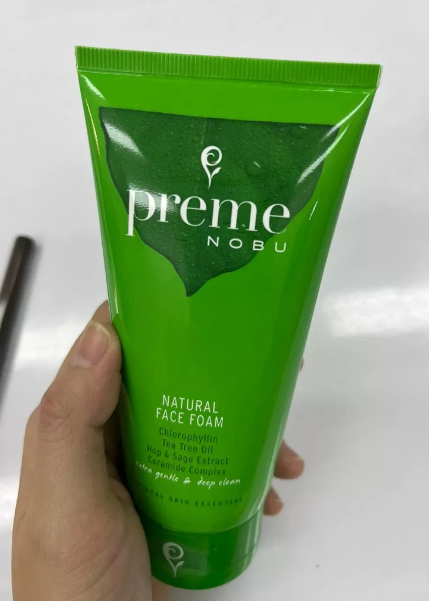 preme
NOBU
NATURAL
FACE FOAM
Chlorophyllin
Tea Tree Oil
Hop & Sage Extract
Ceramide Complex
extra gentle & deep clean
SKIN ESSENTIAL